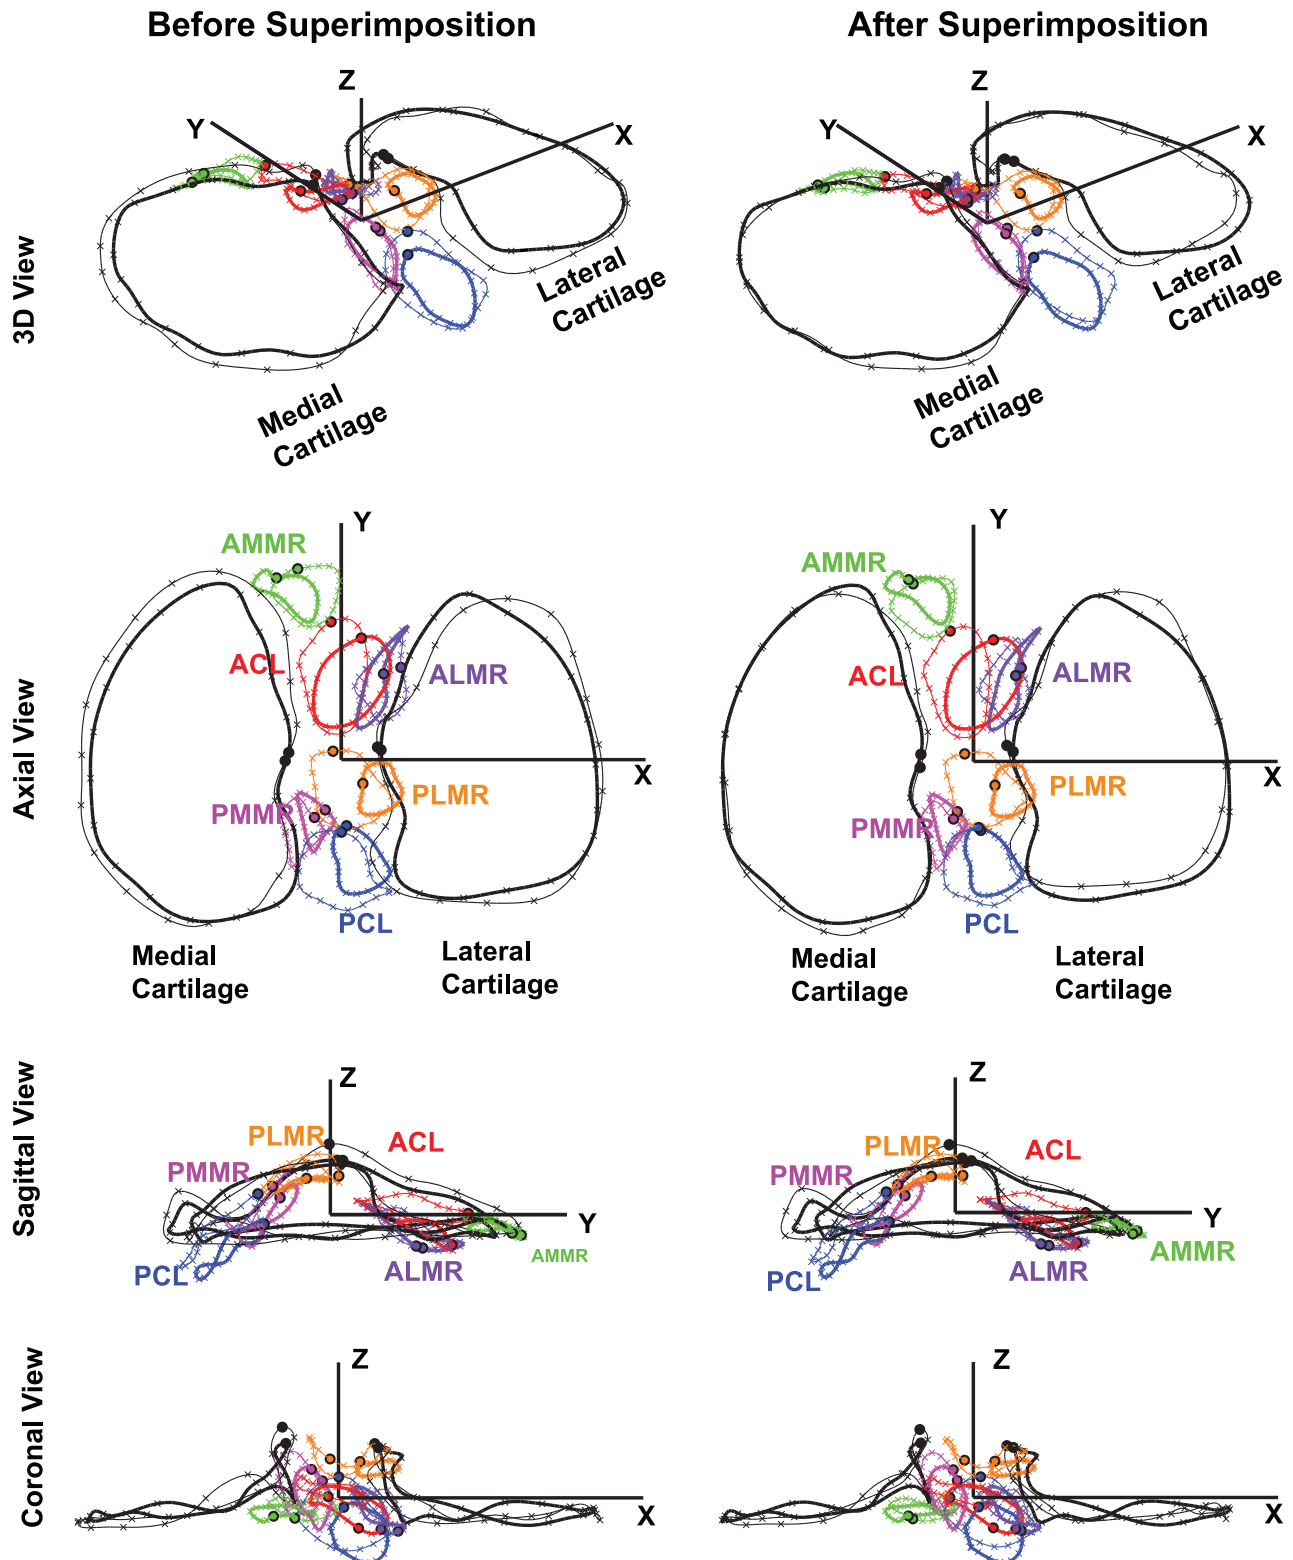 Before Superimposition
After Superimposition
3D View
Z
Y
X
Lateral
Cartilage
Medial
Cartilage
Z
Y
X
Lateral
Cartilage
Medial
Cartilage
Axial View
Y
AMMR
ACL
ALMR
X
PLMR
PMMR
PCL
Medial
Cartilage
Lateral
Cartilage
Y
AMMR
ACL
ALMR
X
PLMR
PMMR
PCL
Medial
Cartilage
Lateral
Cartilage
Sagittal View
Z
PLMR
ACL
PMMR
Y
AMMR
PCL
ALMR
Z
PLMR
ACL
PMMR
Y
AMMR
PCL
ALMR
Coronal View
Z
X
Z
X